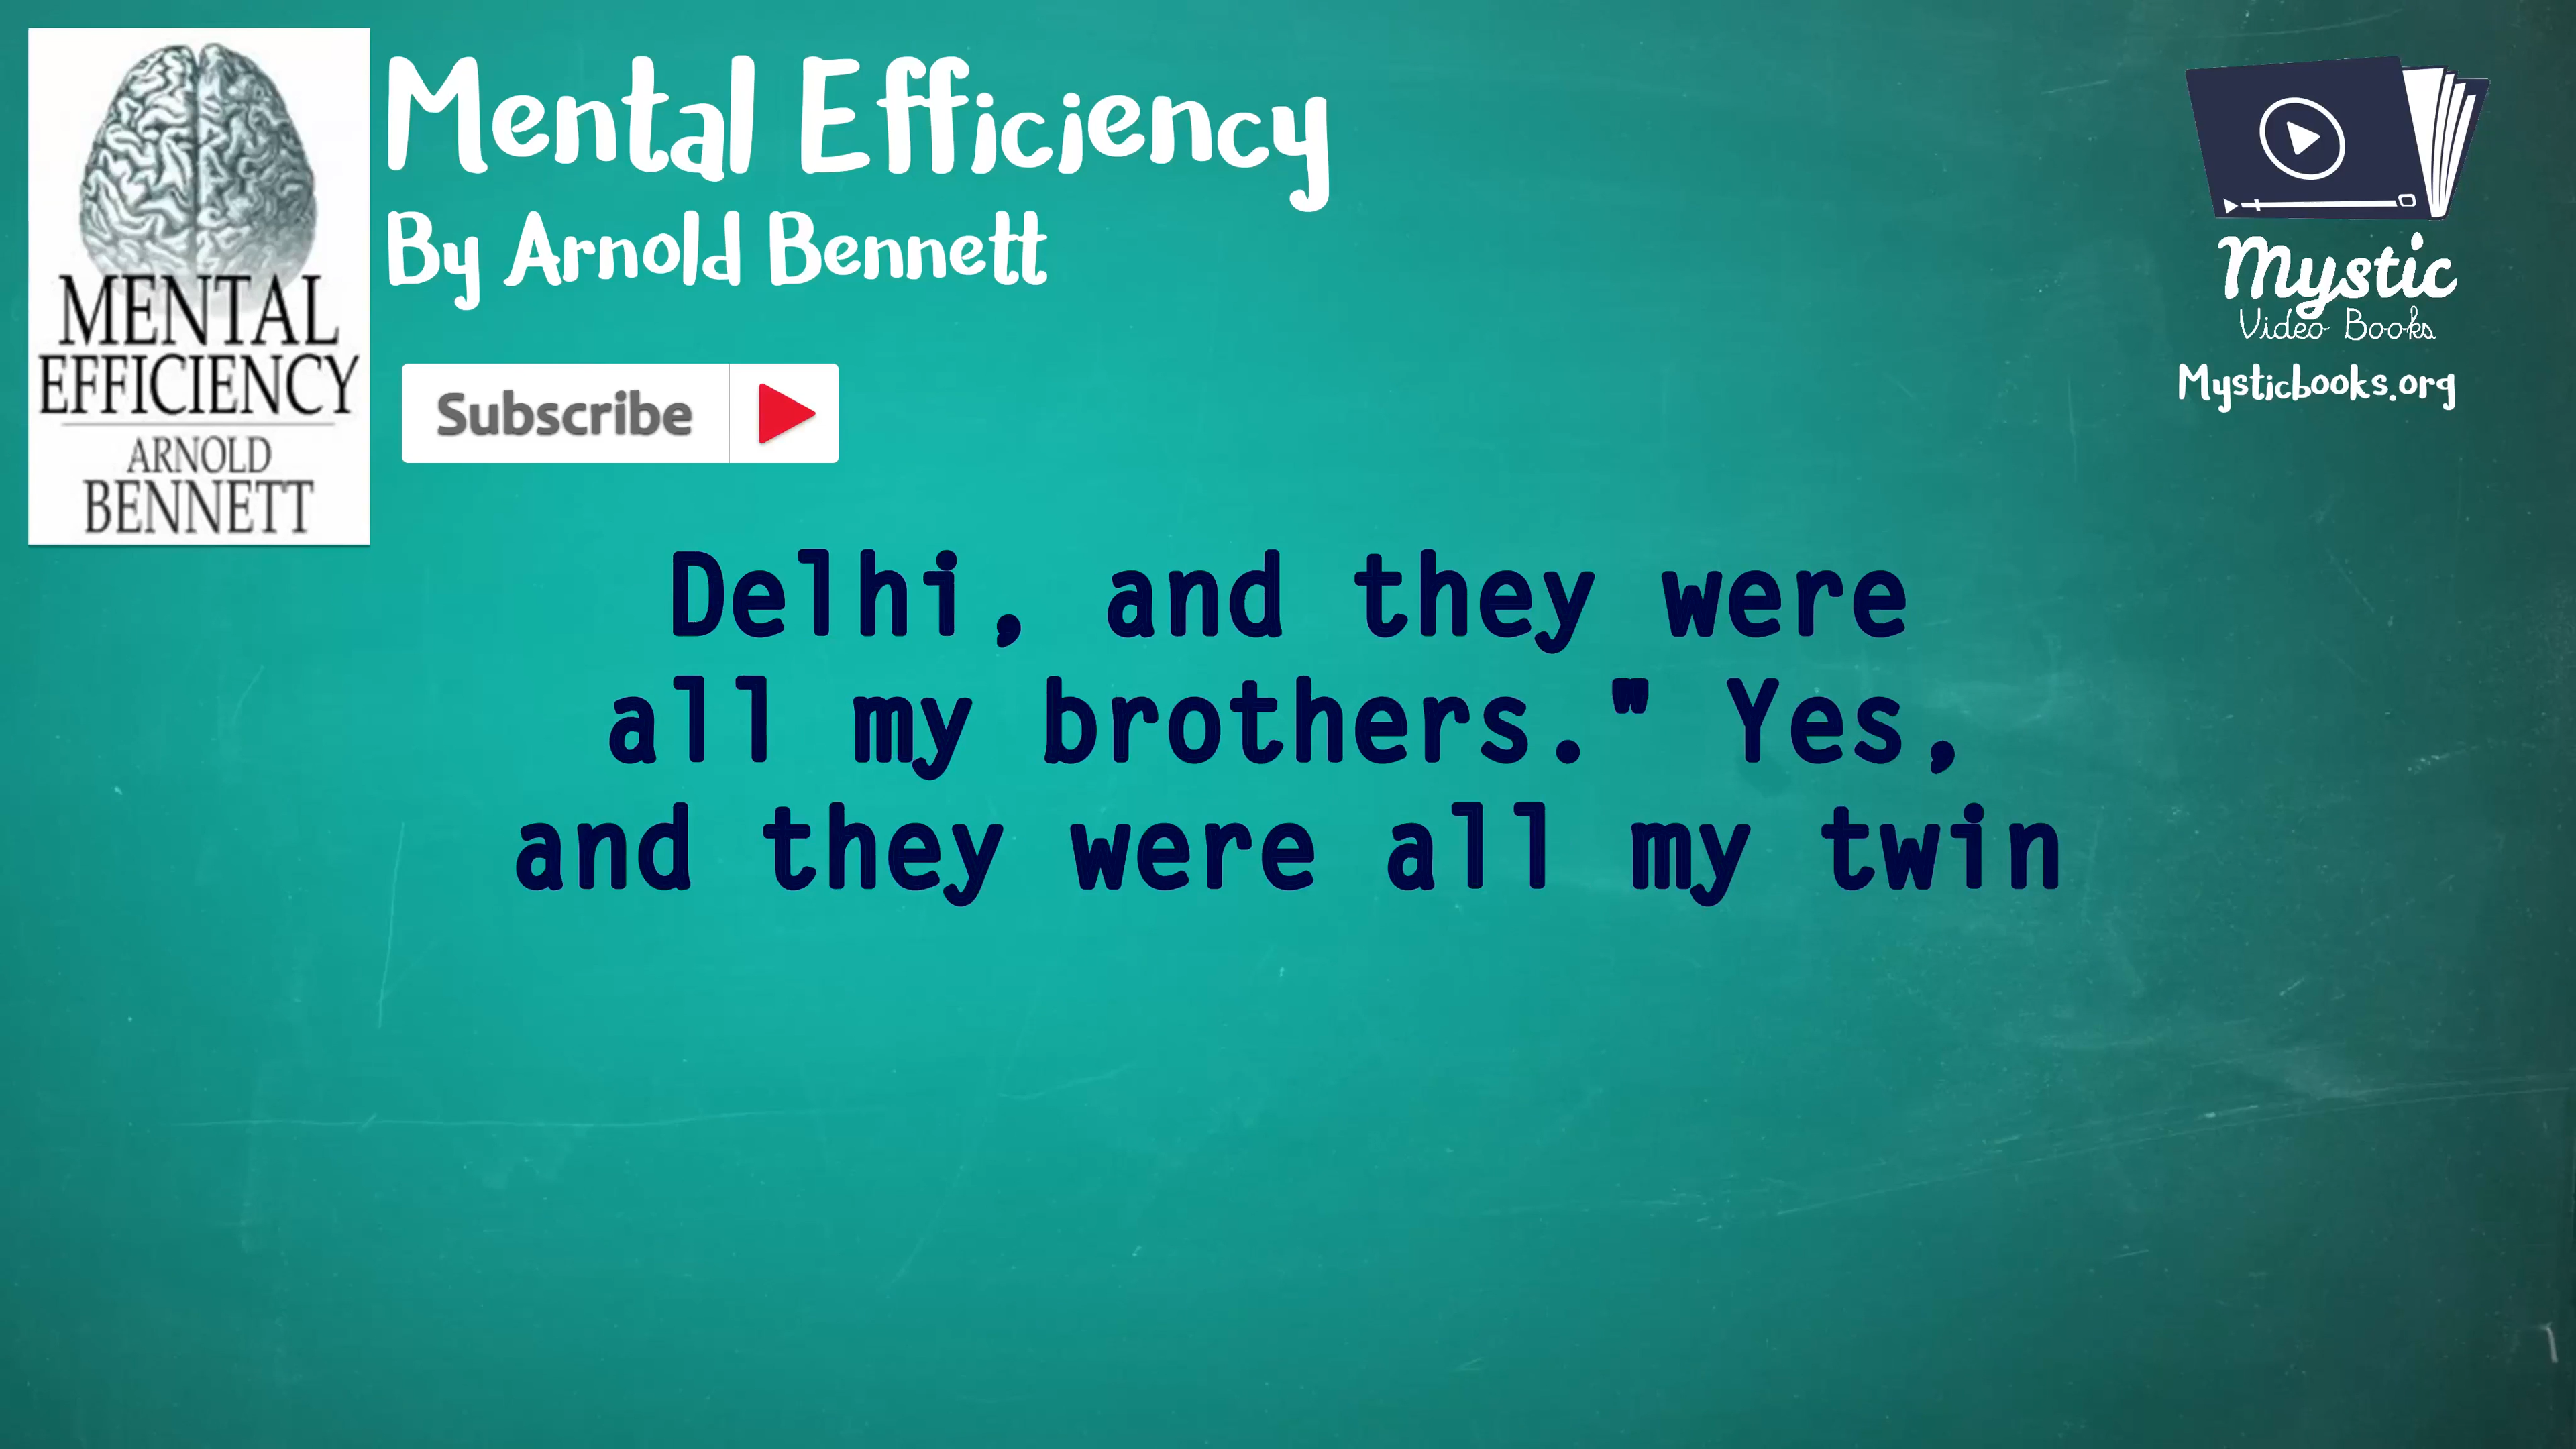 MENTAL
EFFICIENCY
ARNOLD
BENNETT
Mental Efficiency
By Arnold Bennett
Subscribe
Mystic
Video Books
Mysticbooks.org
Delhi, and they were
all my brothers." Yes,
and they were all my twin